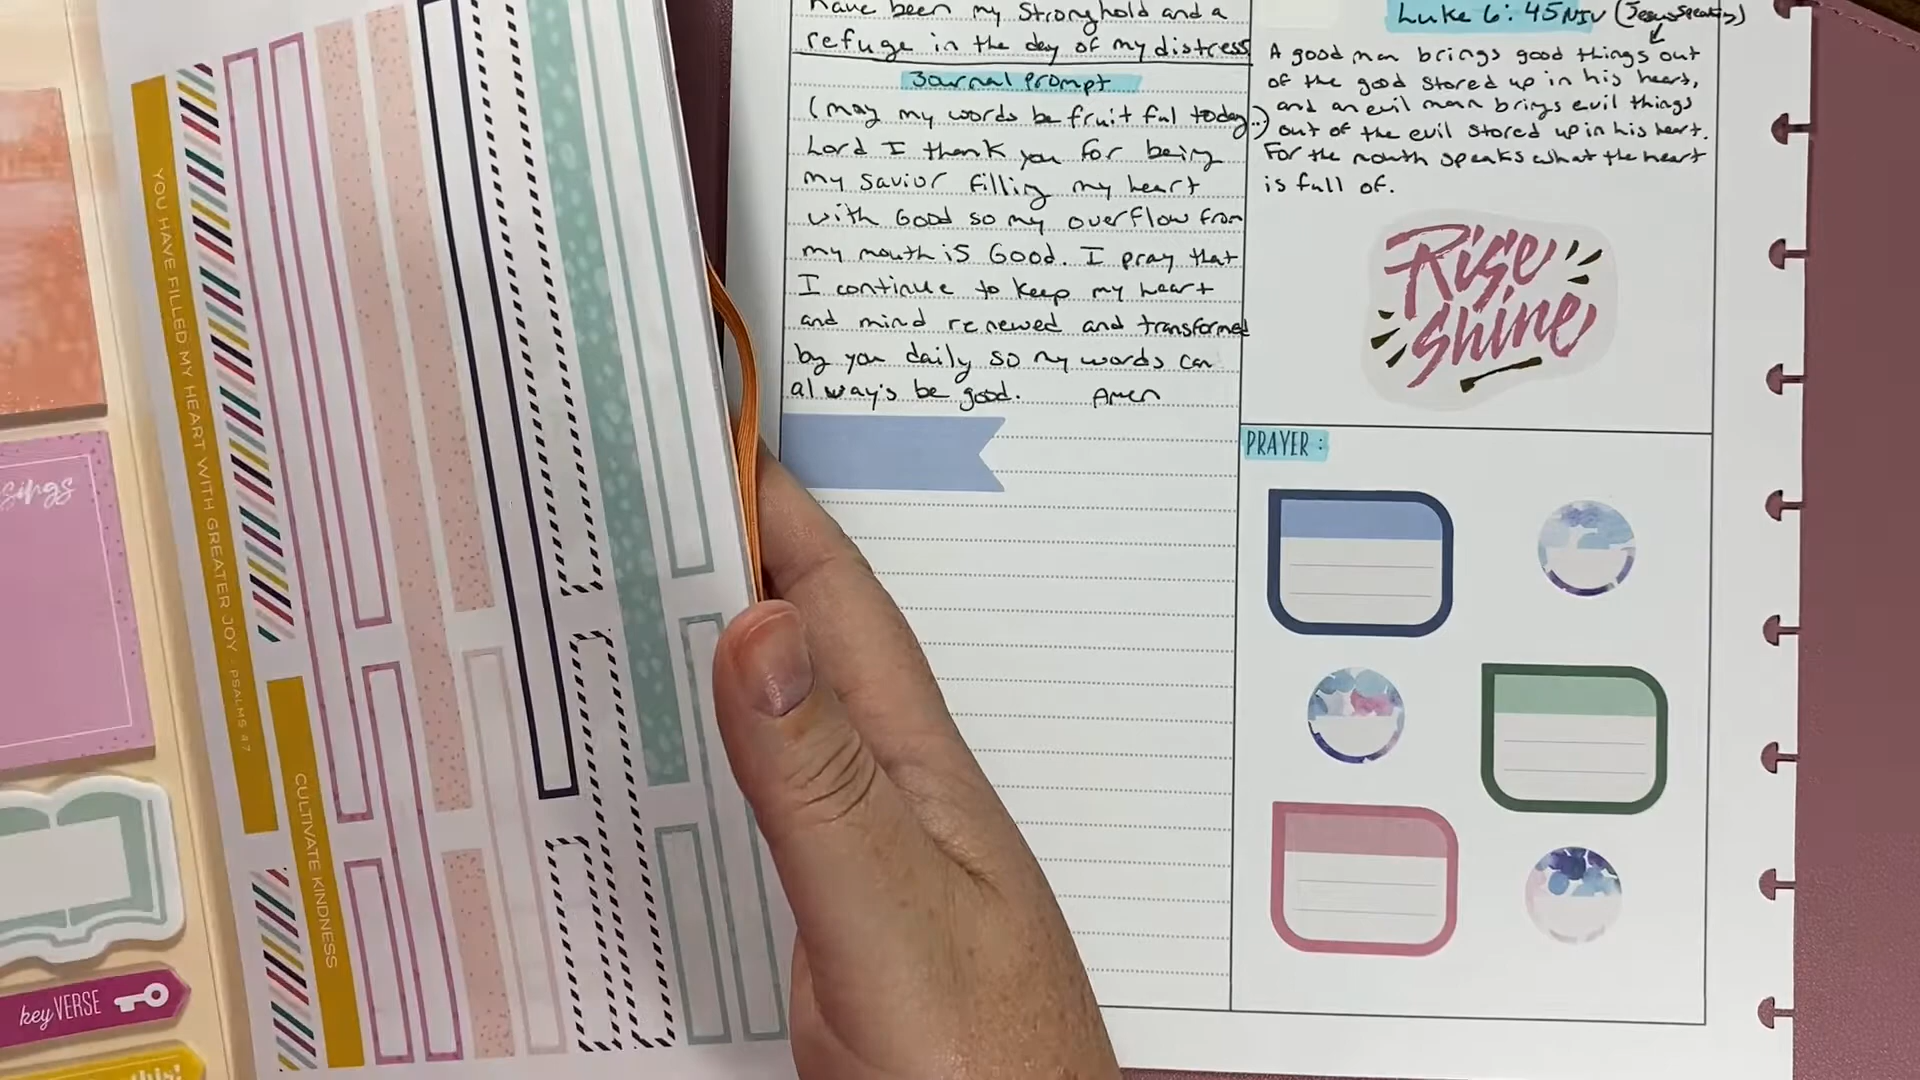 sings
key VERSE
this!
YOU HAVE FILLED MY HEART WITH GREATER JOY - PSALMS 4:7
CULTIVATE KINDNESS
have been my Stronghold and a
refuge in the day of my distress
Journal Prompt
(may my words be fruitful today...)
Lord I thank you for being
my Savior filling my heart
with Good so my overflow from
my mouth is Good. I pray that
I continue to keep my heart
and mind renewed and transformed
by you daily so my words can
always be good. Amen
Luke 6:45 NIV (Jesus speaking)
A good man brings good things out
of the good stored up in his heart,
and an evil man brings evil things
out of the evil stored up in his heart.
For the mouth speaks what the heart
is full of.
Rise
shine
PRAYER: